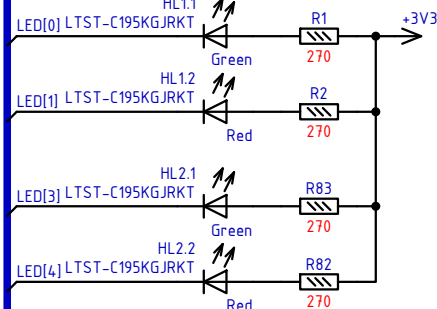 HL1.1
LED[0] LTST-C195KGJRKT
R1
+3V3
Green
270
HL1.2
LED[1] LTST-C195KGJRKT
R2
Red
270
HL2.1
LED[3] LTST-C195KGJRKT
R83
Green
270
HL2.2
LED[4] LTST-C195KGJRKT
R82
Red
270